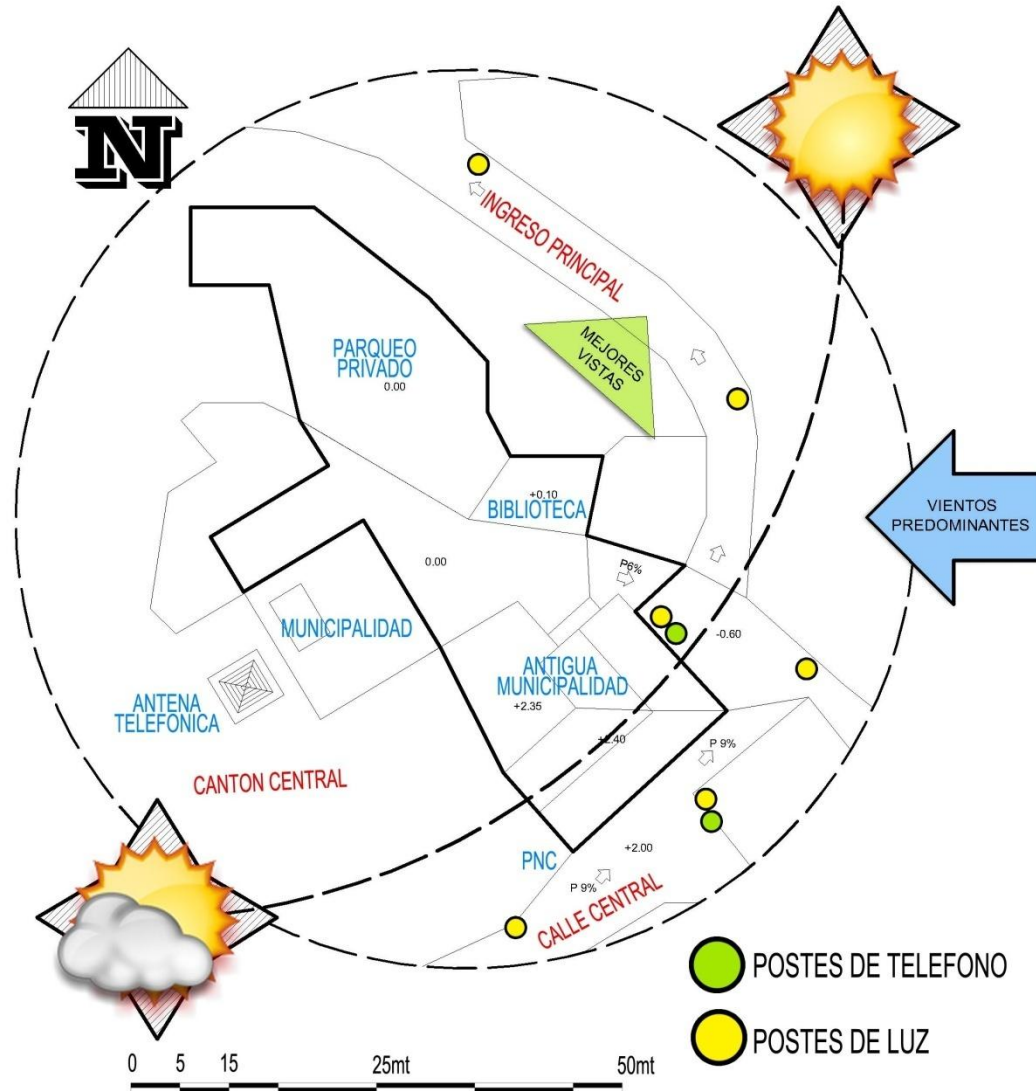 N
INGRESO PRINCIPAL
PARQUEO
PRIVADO
0.00
MEJORES
VISTAS
VIENTOS
PREDOMINANTES
+0.10
BIBLIOTECA
0.00
P6%
MUNICIPALIDAD
-0.60
ANTIGUA
MUNICIPALIDAD
+2.35
ANTENA
TELEFONICA
+2.40
P 9%
CANTON CENTRAL
PNC
+2.00
P 9%
CALLE CENTRAL
POSTES DE TELEFONO
POSTES DE LUZ
0 5 15 25mt 50mt